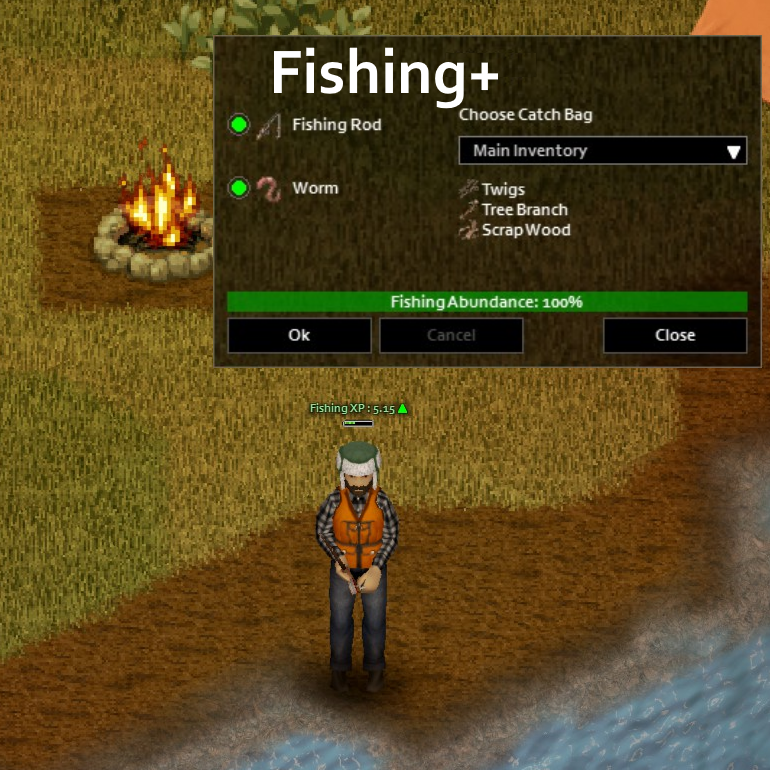 Fishing+
Fishing Rod
Choose Catch Bag
Main Inventory
Worm
Twigs
Tree Branch
Scrap Wood
Fishing Abundance: 100%
Ok
Cancel
Close
Fishing XP : 5.15